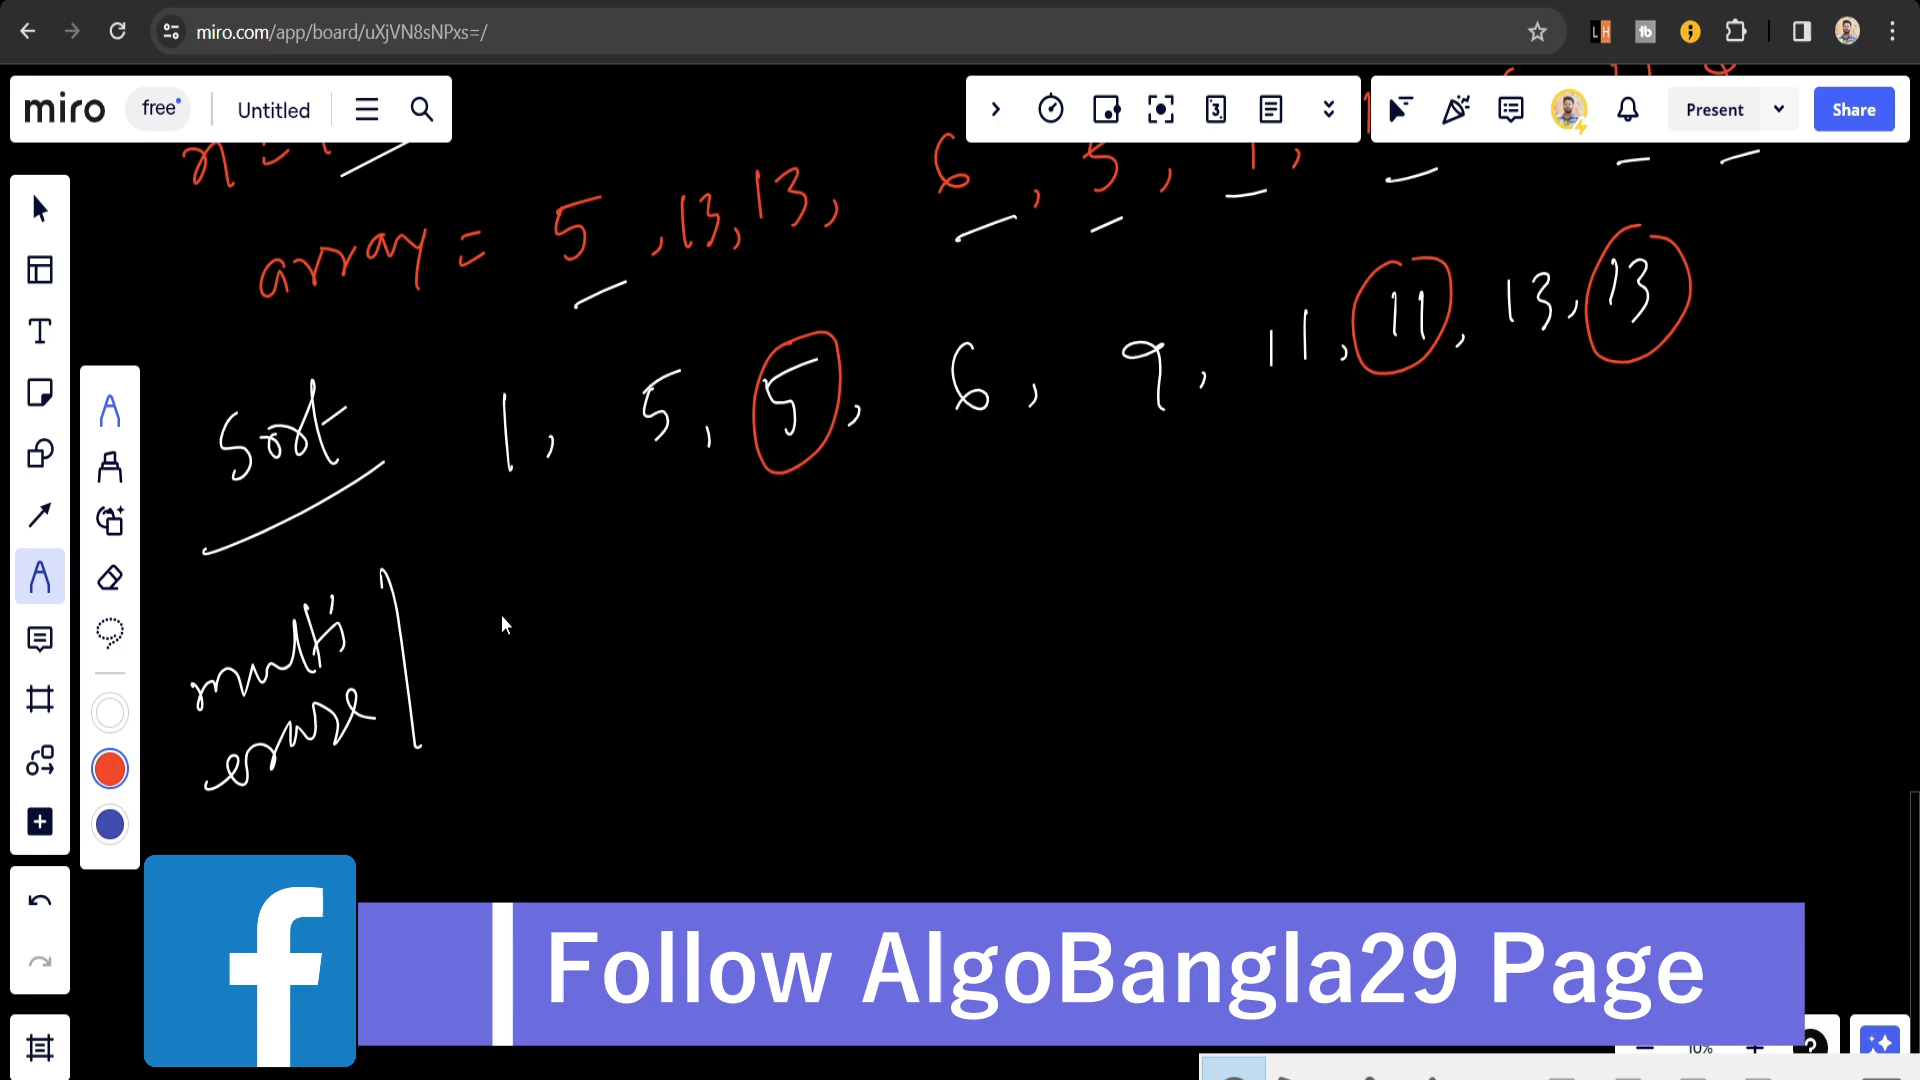 miro.com/app/board/uXjVN8sNPxs=/
miro free Untitled Present Share
array = 5 , 13, 13, 6 , 5 , 1 ,
Sort 1, 5, 5, 6, 9, 11, 11, 13, 13
multi
erase
Follow AlgoBangla29 Page
10%